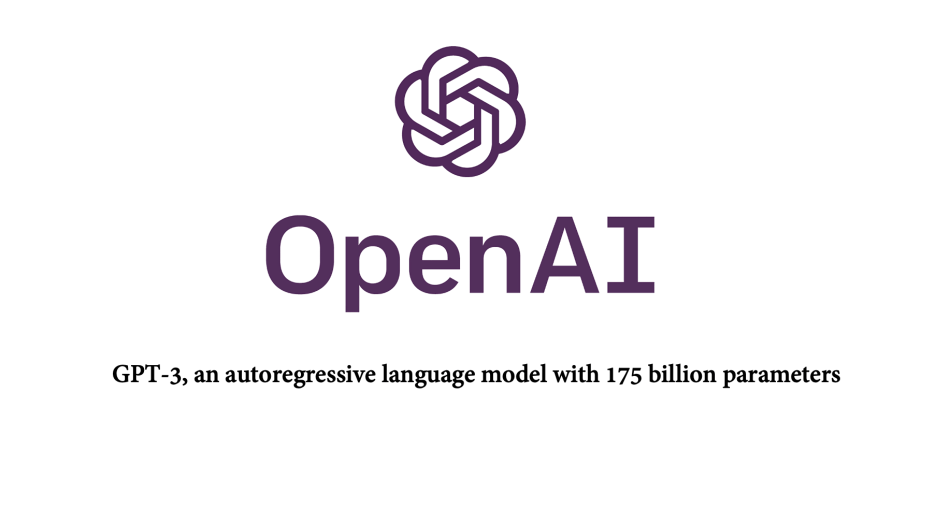 OpenAI
GPT-3, an autoregressive language model with 175 billion parameters